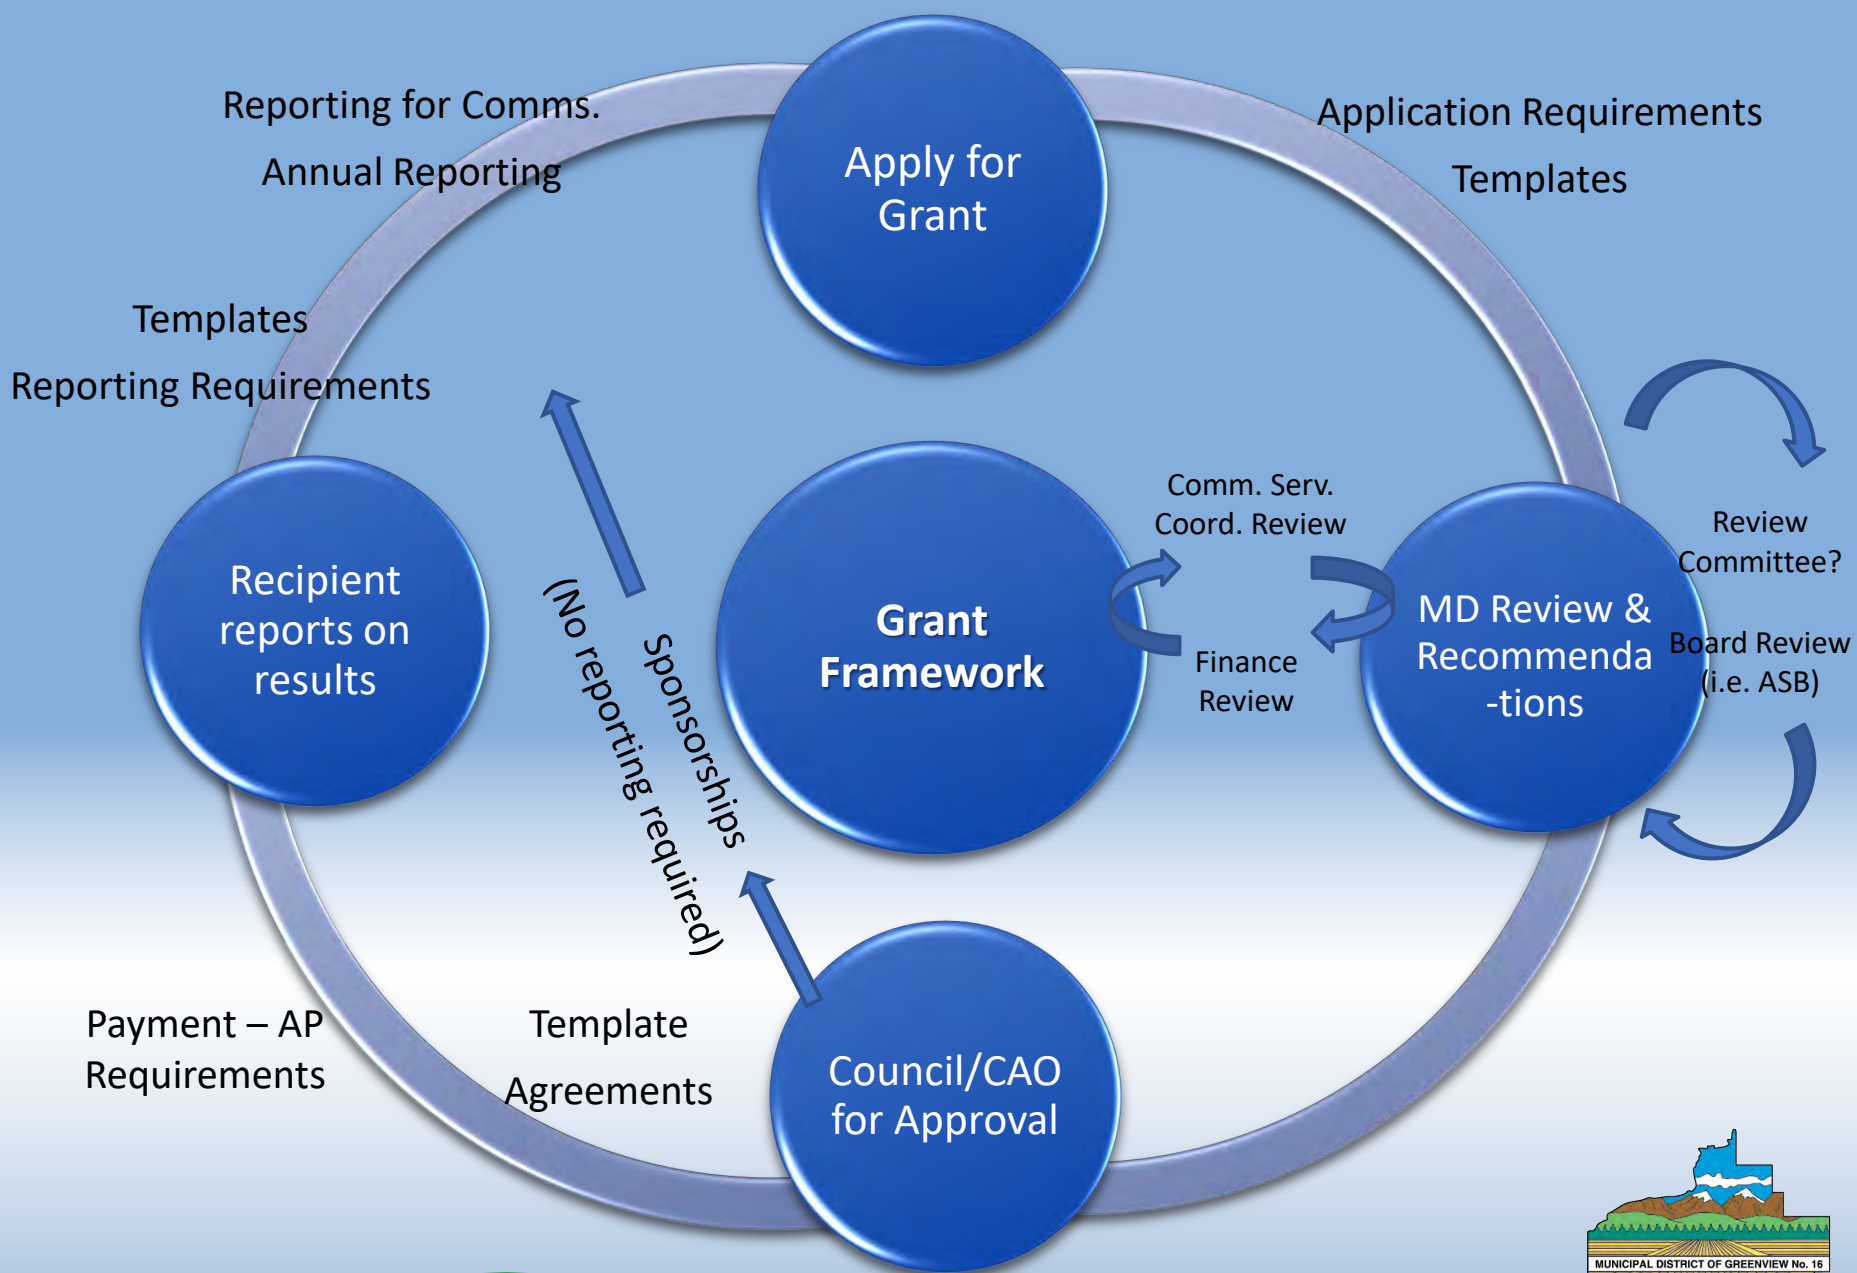 Reporting for Comms.
Annual Reporting
Apply for
Grant
Application Requirements
Templates
Templates
Reporting Requirements
Comm. Serv.
Coord. Review
Review
Committee?
Recipient
reports on
results
Grant
Framework
MD Review &
Recommenda
-tions
Finance
Review
Board Review
(i.e. ASB)
Sponsorships
(No reporting required)
Payment – AP
Requirements
Template
Agreements
Council/CAO
for Approval
MUNICIPAL DISTRICT OF GREENVIEW No. 16